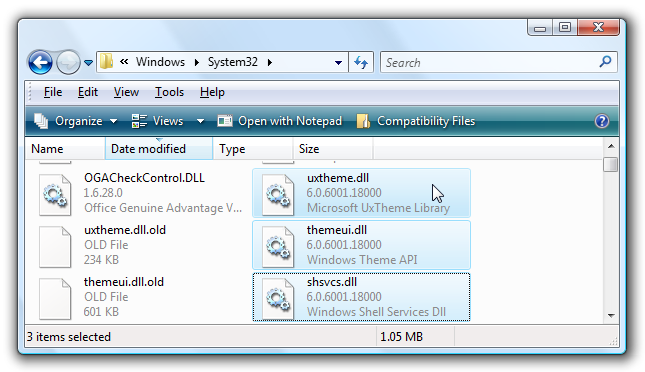 « Windows System32
Search
File Edit View Tools Help
Organize Views Open with Notepad Compatibility Files
Name Date modified Type Size
OGACheckControl.DLL
1.6.28.0
Office Genuine Advantage V...
uxtheme.dll
6.0.6001.18000
Microsoft UxTheme Library
uxtheme.dll.old
OLD File
234 KB
themeui.dll
6.0.6001.18000
Windows Theme API
themeui.dll.old
OLD File
601 KB
shsvcs.dll
6.0.6001.18000
Windows Shell Services Dll
3 items selected 1.05 MB